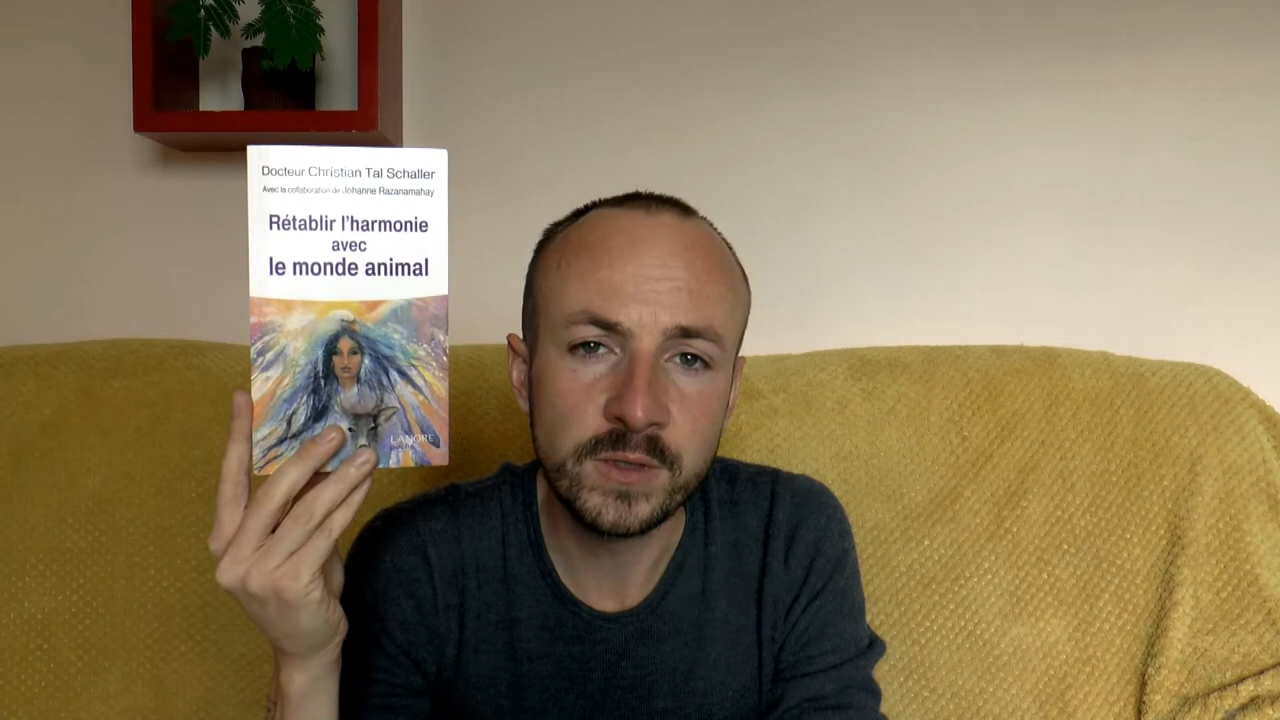 Docteur Christian Tal Schaller
Avec la collaboration de Johanne Razanamahay
Rétablir l'harmonie
avec
le monde animal
LANORE